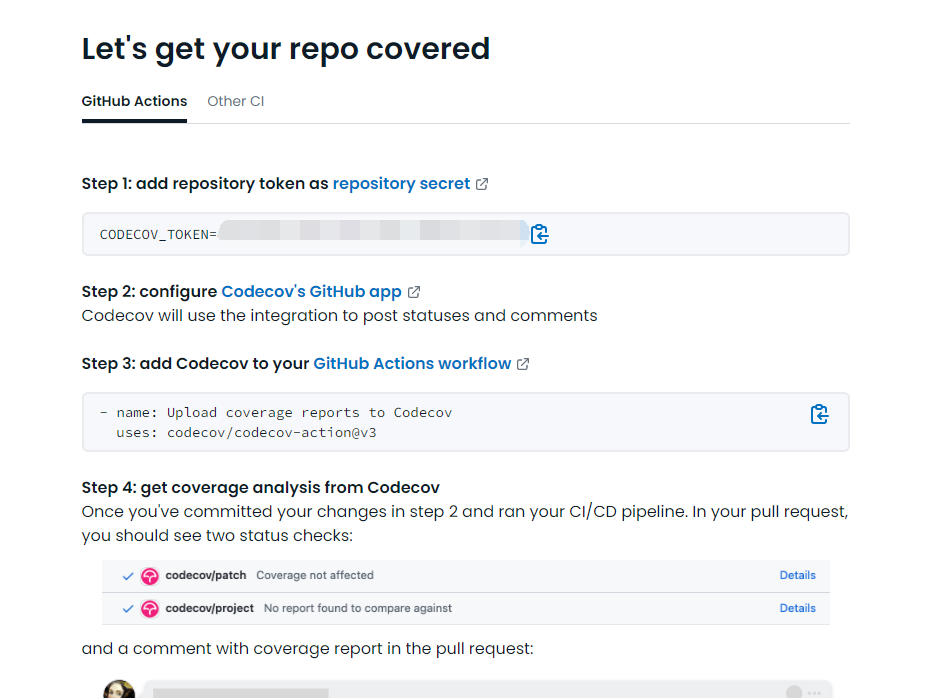 Let's get your repo covered
GitHub Actions Other CI
Step 1: add repository token as repository secret
CODECOV_TOKEN=
Step 2: configure Codecov's GitHub app
Codecov will use the integration to post statuses and comments
Step 3: add Codecov to your GitHub Actions workflow
- name: Upload coverage reports to Codecov
  uses: codecov/codecov-action@v3
Step 4: get coverage analysis from Codecov
Once you've committed your changes in step 2 and ran your CI/CD pipeline. In your pull request,
you should see two status checks:
codecov/patch Coverage not affected Details
codecov/project No report found to compare against Details
and a comment with coverage report in the pull request: